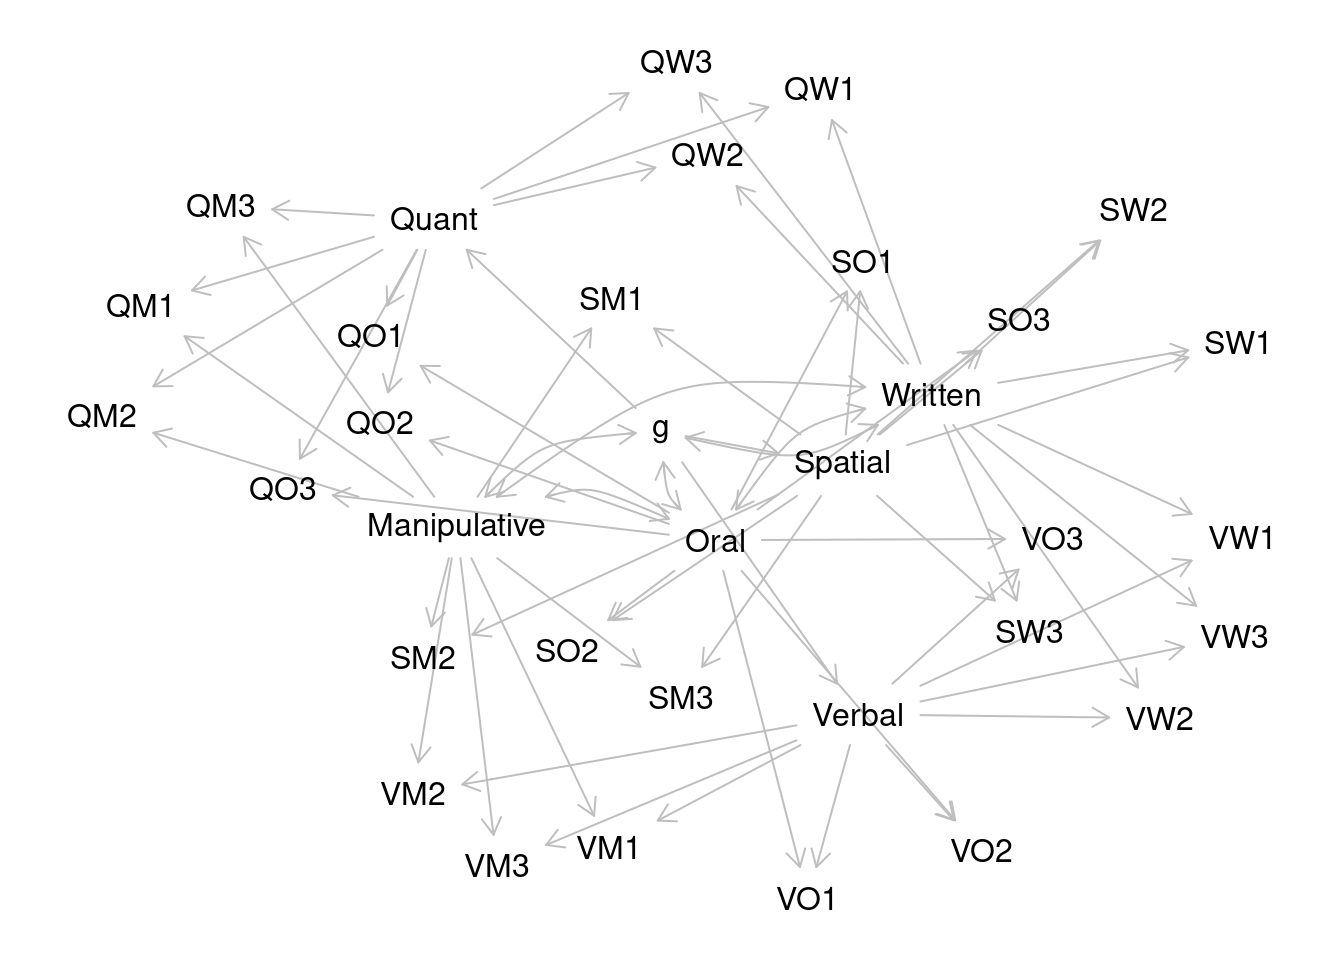 QW3
QW1
QW2
QM3
Quant
SW2
SO1
SM1
QM1
SO3
QO1
SW1
Written
QM2
QO2
g
Spatial
QO3
Manipulative
Oral
VO3
VW1
SW3
VW3
SM2
SO2
SM3
Verbal
VW2
VM2
VM1
VO2
VM3
VO1